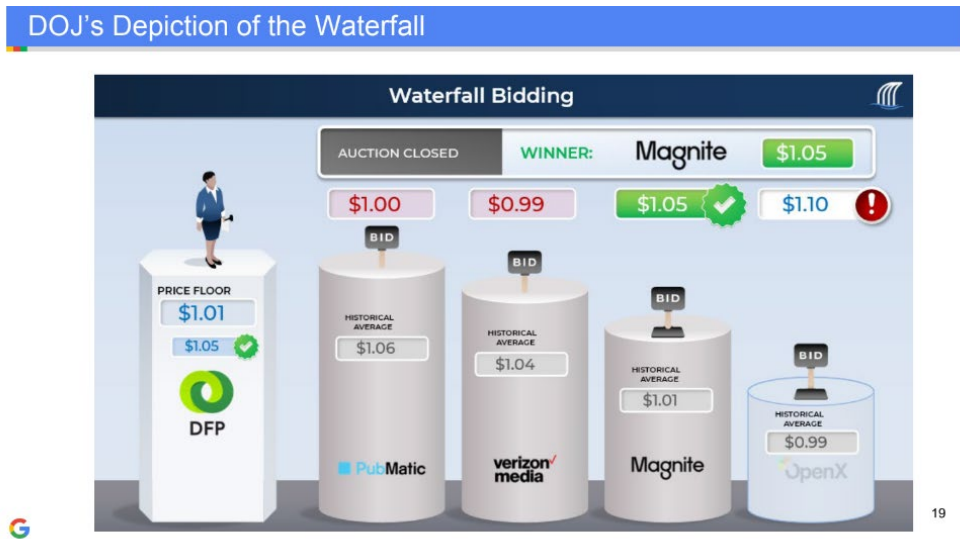 DOJ's Depiction of the Waterfall
Waterfall Bidding
AUCTION CLOSED WINNER: Magnite $1.05
$1.00 $0.99 $1.05 $1.10 !
BID
BID
BID
BID
PRICE FLOOR
$1.01
$1.05
DFP
HISTORICAL
AVERAGE
$1.06
PubMatic
HISTORICAL
AVERAGE
$1.04
verizon✓
media
HISTORICAL
AVERAGE
$1.01
Magnite
HISTORICAL
AVERAGE
$0.99
OpenX
G
19